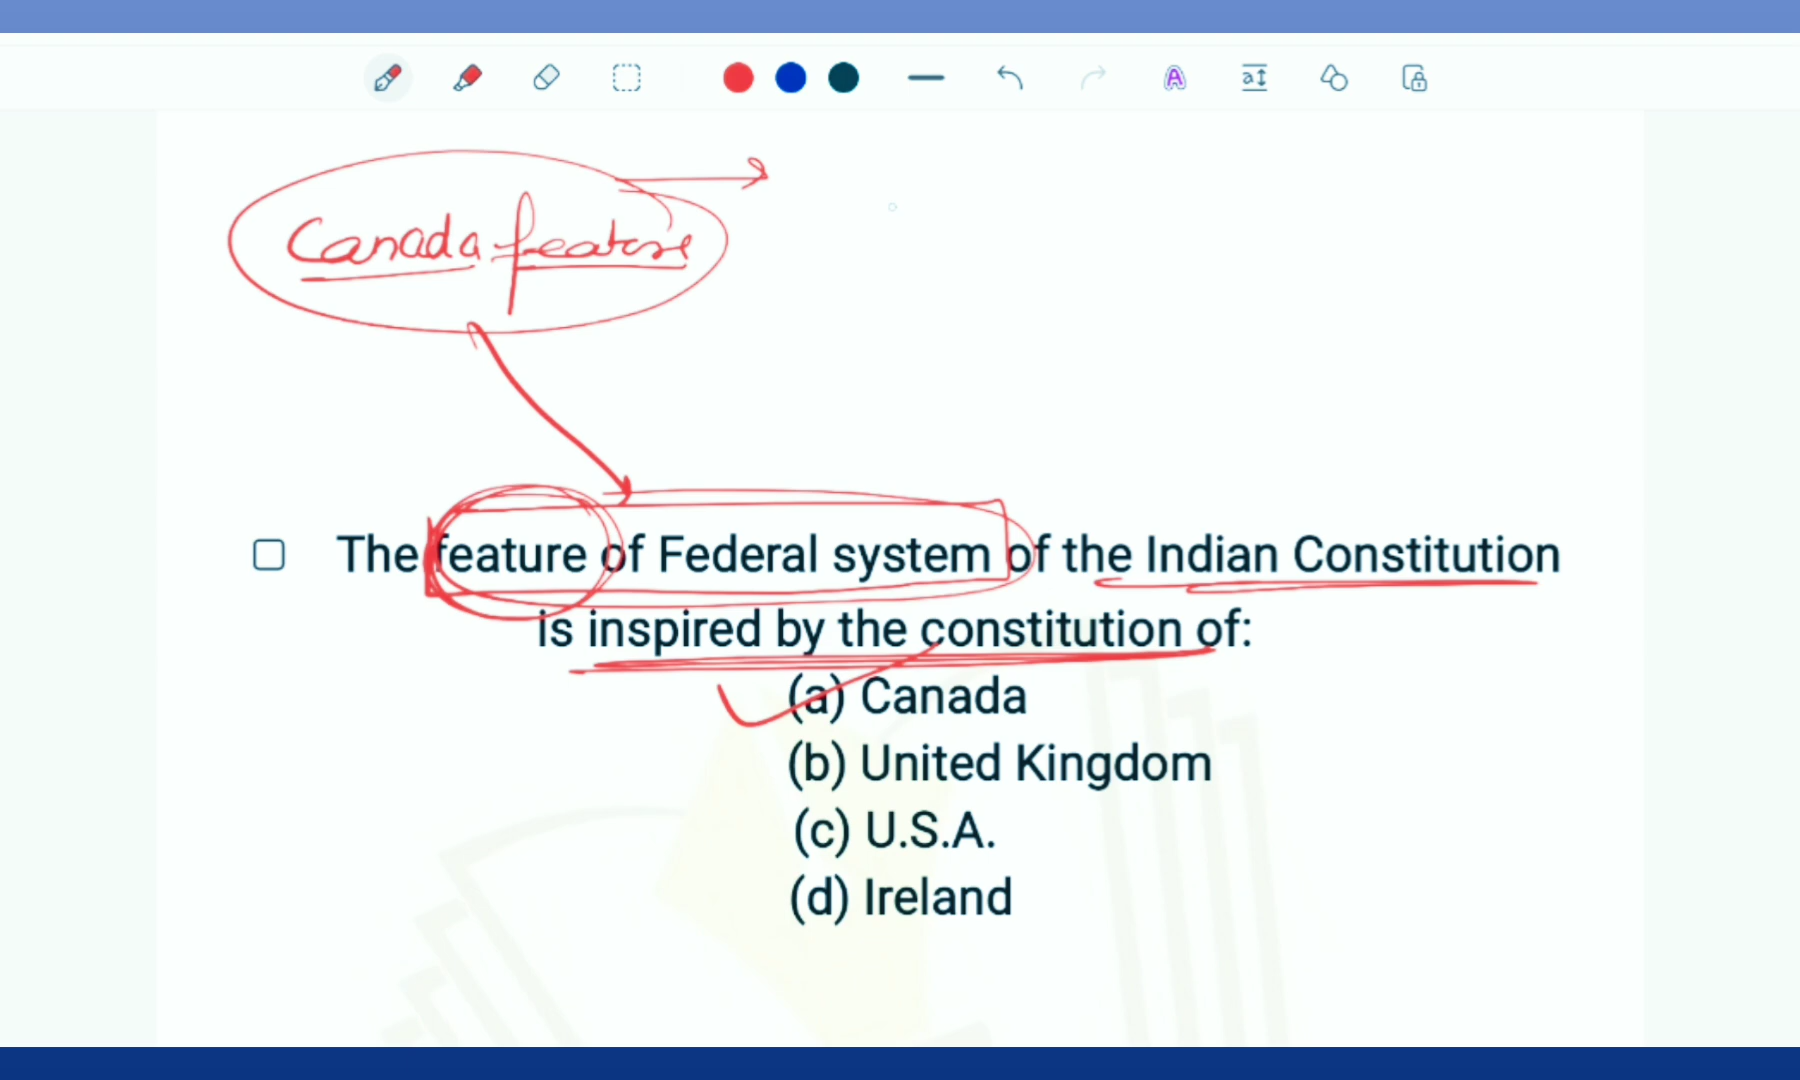 Canada feature
☐ The feature of Federal system of the Indian Constitution
is inspired by the constitution of:
(a) Canada
(b) United Kingdom
(c) U.S.A.
(d) Ireland